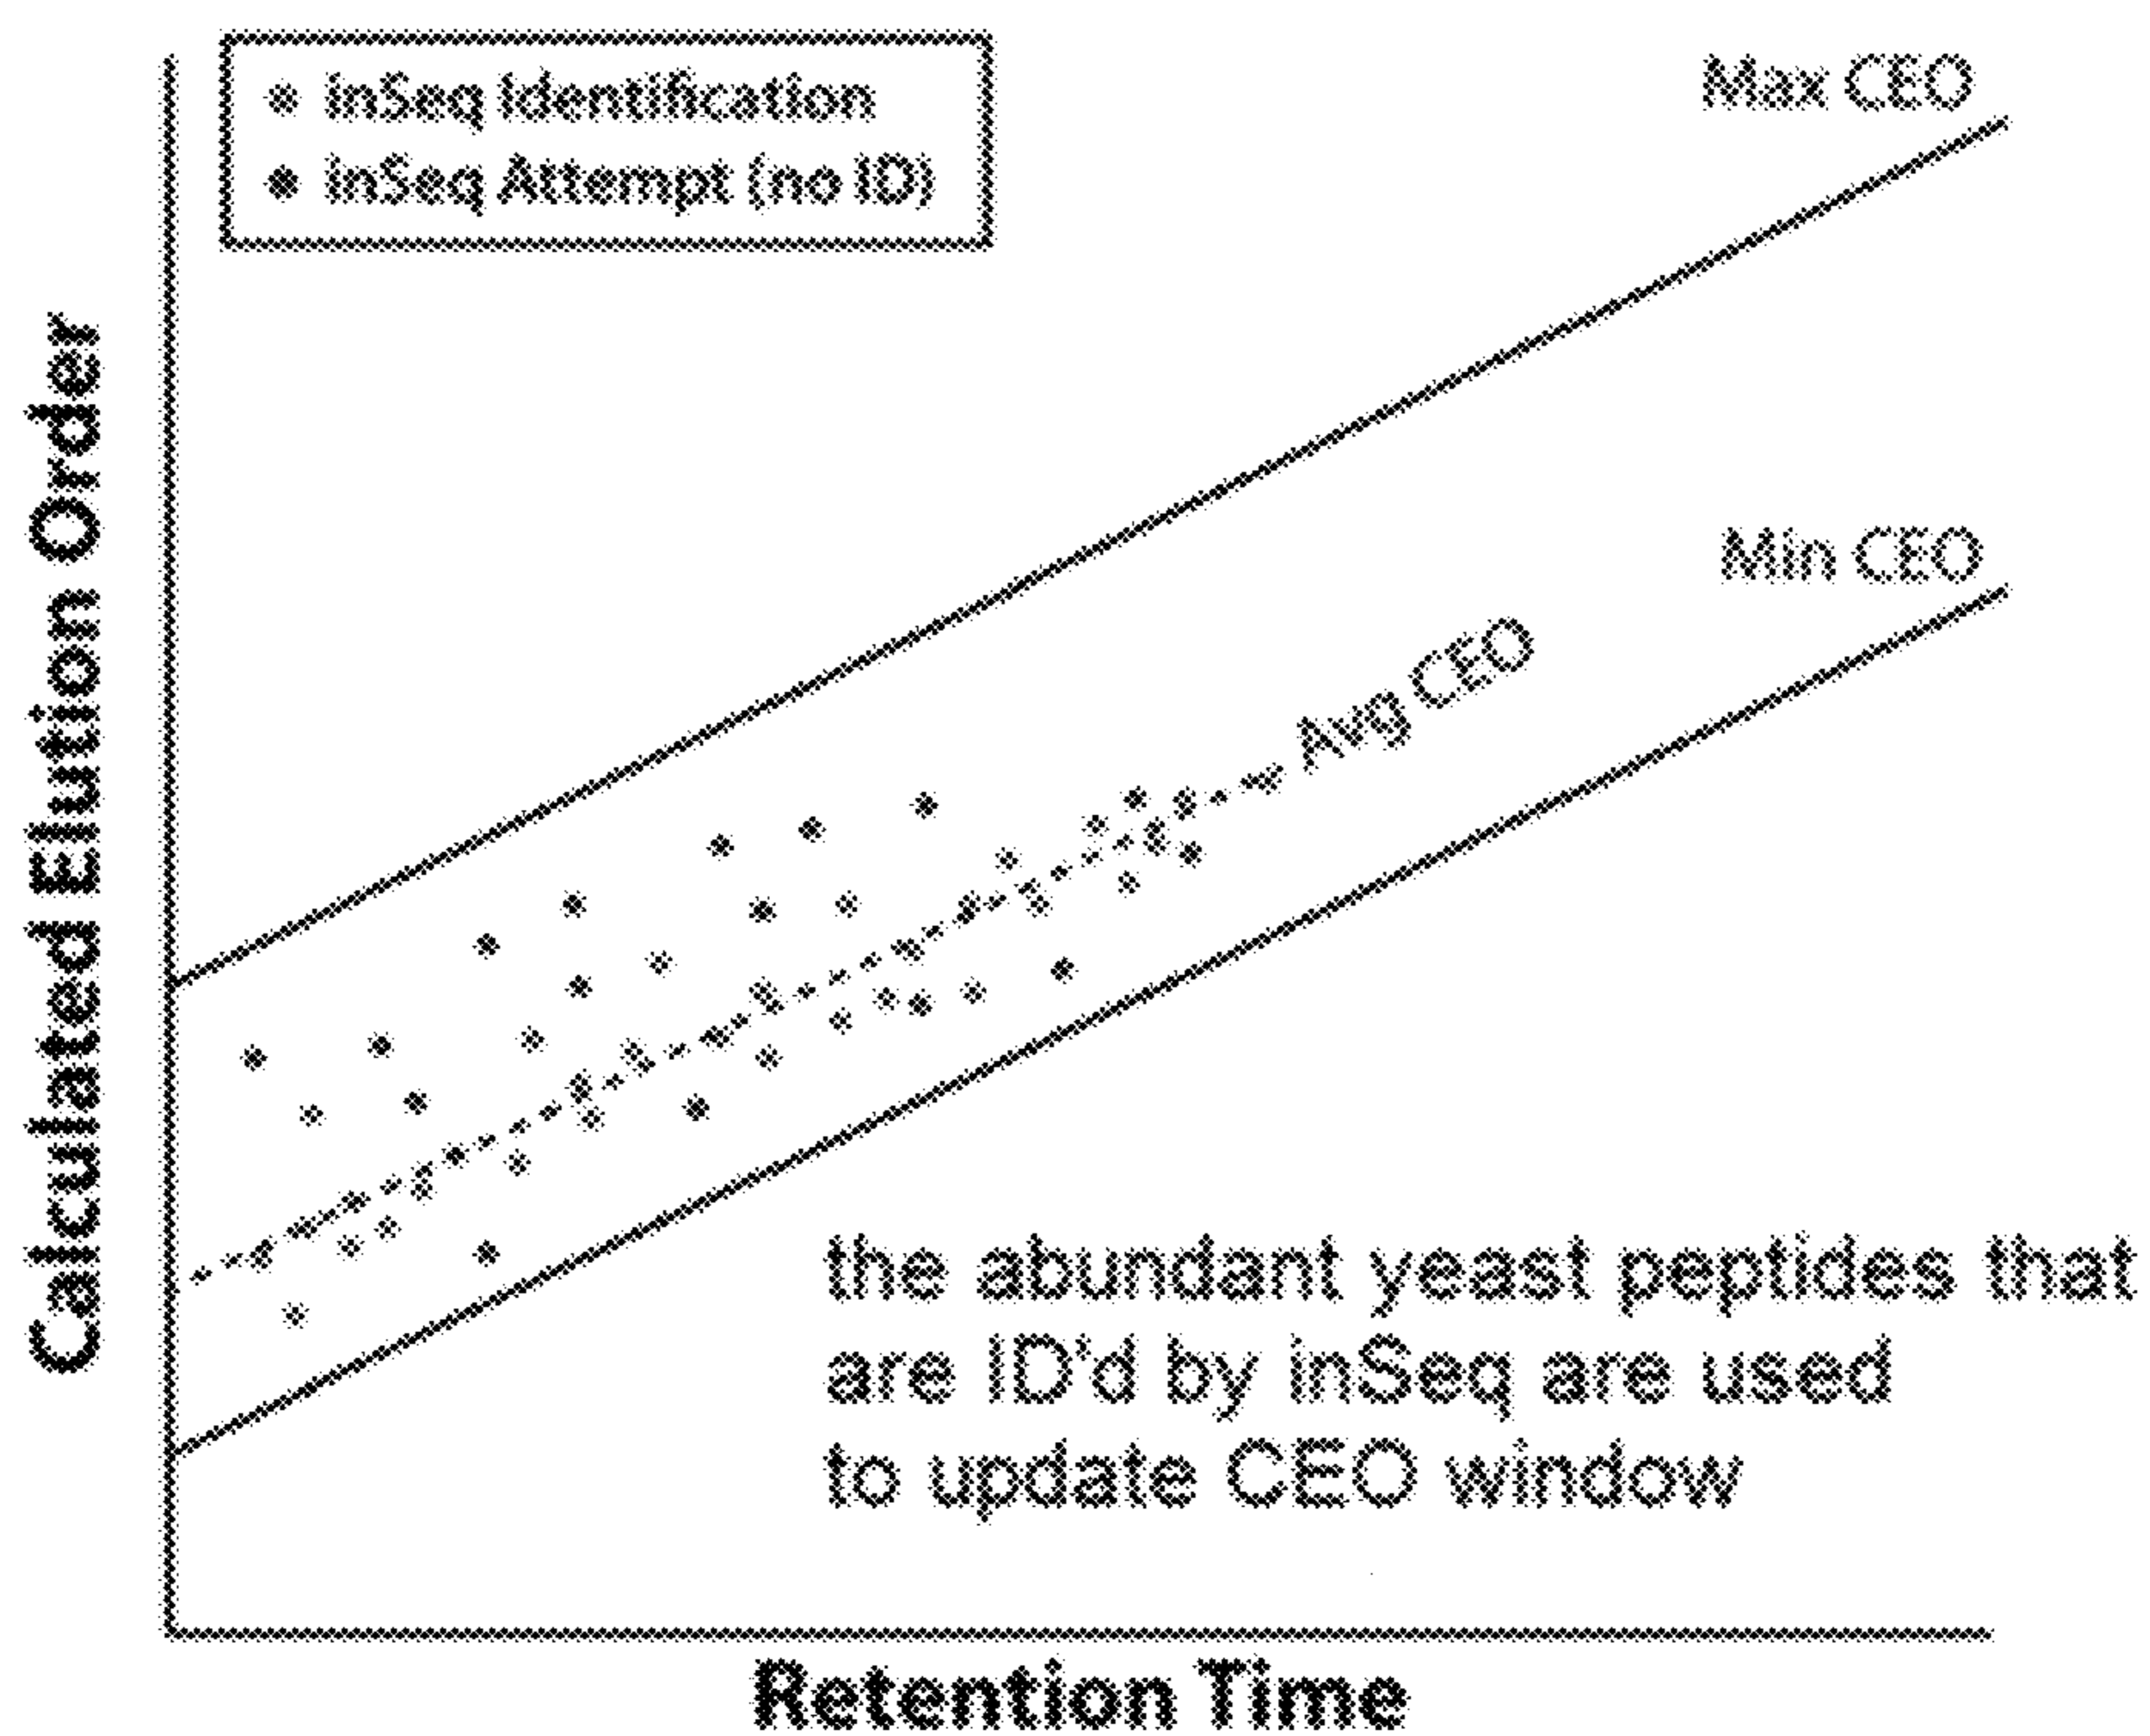 inSeq Identification
inSeq Attempt (no ID)
Max CEO
Min CEO
Avg CEO
Calculated Elution Order
the abundant yeast peptides that
are ID'd by inSeq are used
to update CEO window
Retention Time